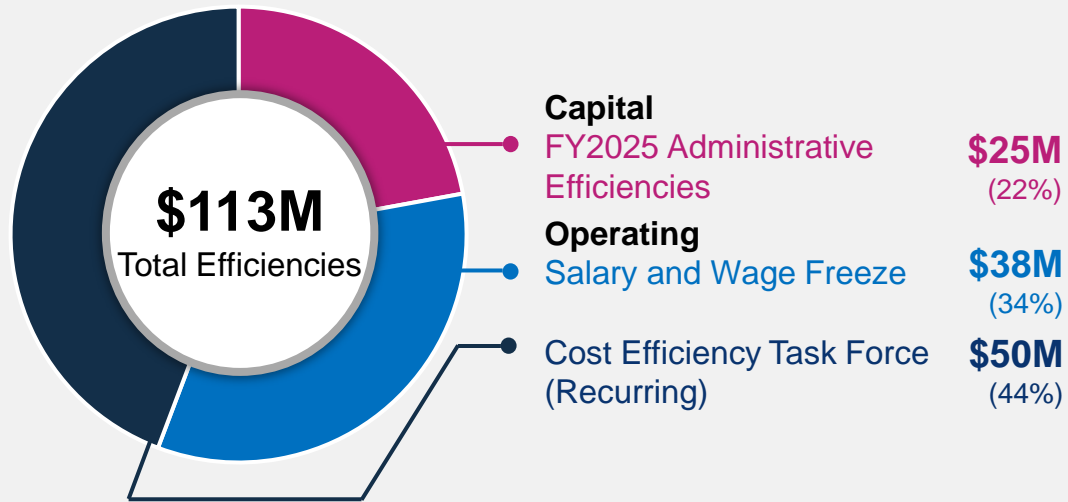 $113M
Total Efficiencies
Capital
FY2025 Administrative
Efficiencies
$25M
(22%)
Operating
Salary and Wage Freeze
$38M
(34%)
Cost Efficiency Task Force
(Recurring)
$50M
(44%)